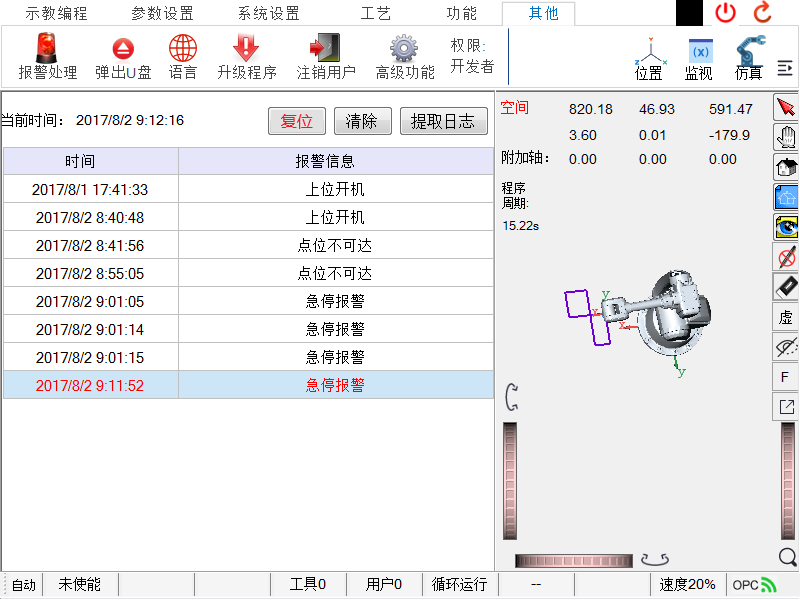 示教编程 参数设置 系统设置 工艺 功能 其他
报警处理 弹出U盘 语言 升级程序 注销用户 高级功能
权限:
开发者
(x)
位置 监视 仿真
当前时间: 2017/8/2 9:12:16 复位 清除 提取日志
时间 报警信息
2017/8/1 17:41:33 上位开机
2017/8/2 8:40:48 上位开机
2017/8/2 8:41:56 点位不可达
2017/8/2 8:55:05 点位不可达
2017/8/2 9:01:05 急停报警
2017/8/2 9:01:14 急停报警
2017/8/2 9:01:15 急停报警
2017/8/2 9:11:52 急停报警
空间 820.18 46.93 591.47
3.60 0.01 -179.9
附加轴: 0.00 0.00 0.00
程序
周期:
15.22s
y
x
x
y
虚
F
自动 未使能 工具0 用户0 循环运行 -- 速度20% OPC